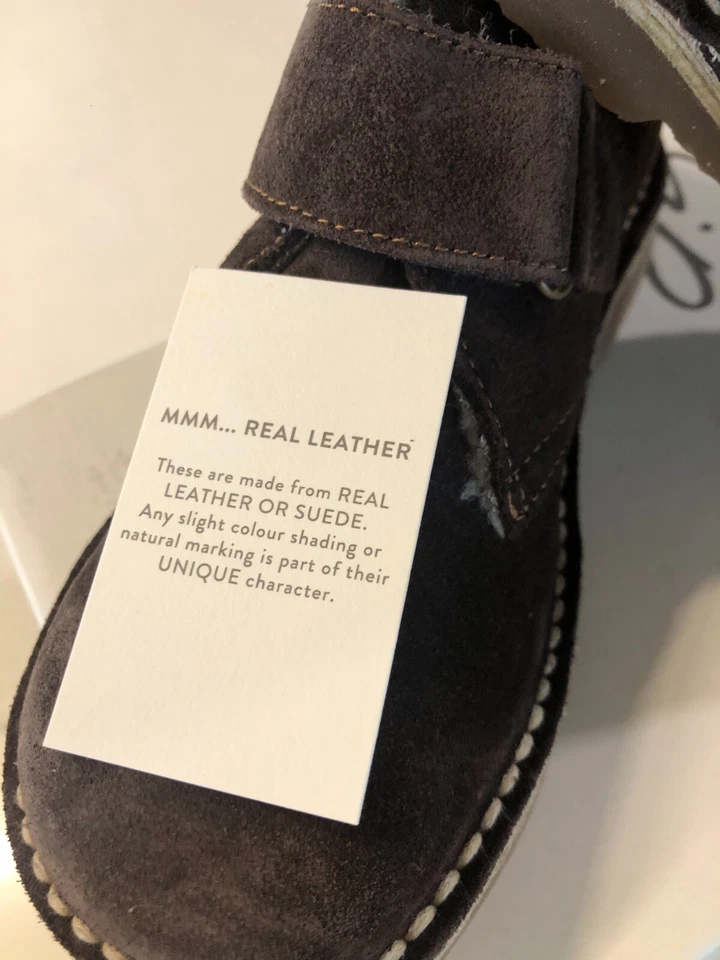 MMM... REAL LEATHER
These are made from REAL
LEATHER OR SUEDE.
Any slight colour shading or
natural marking is part of their
UNIQUE character.